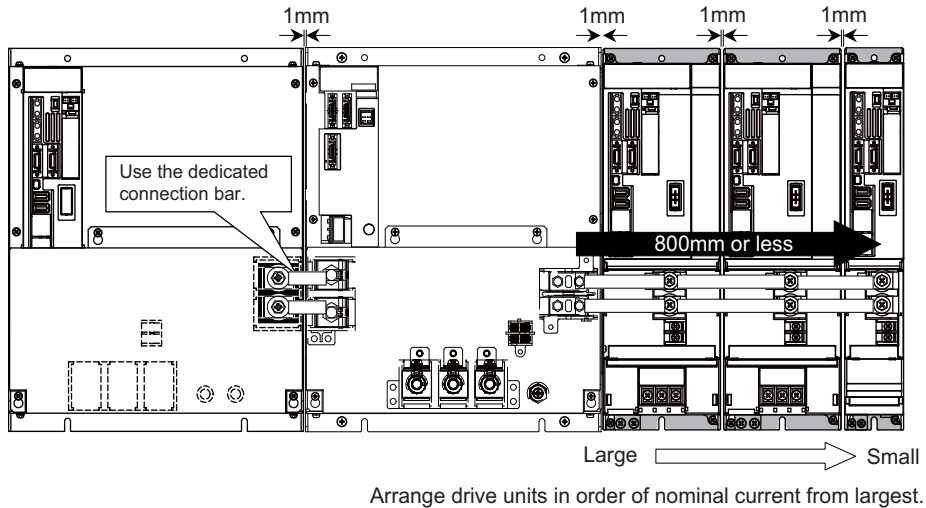 1mm
1mm
1mm
1mm
Use the dedicated
connection bar.
800mm or less
Large
Small
Arrange drive units in order of nominal current from largest.